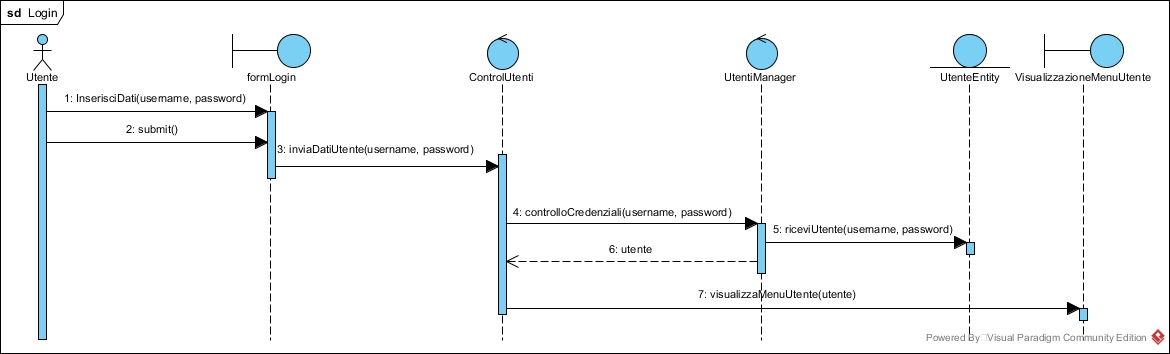 sd Login
Utente
formLogin
ControlUtenti
UtentiManager
UtenteEntity
VisualizzazioneMenuUtente
1: InserisciDati(username, password)
2: submit()
3: inviaDatiUtente(username, password)
4: controlloCredenziali(username, password)
5: riceviUtente(username, password)
6: utente
7: visualizzaMenuUtente(utente)
Powered By Visual Paradigm Community Edition